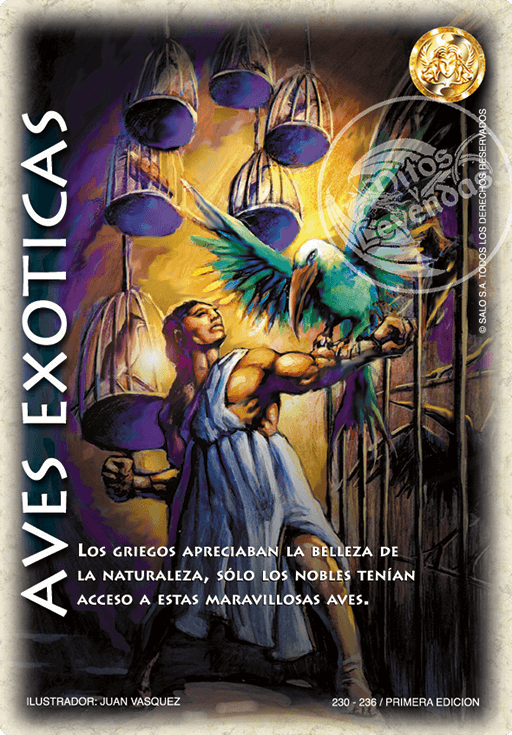 AVES EXOTICAS
Mitos y
Leyendas
© SALO S.A. TODOS LOS DERECHOS RESERVADOS
LOS GRIEGOS APRECIABAN LA BELLEZA DE
LA NATURALEZA, SÓLO LOS NOBLES TENÍAN
ACCESO A ESTAS MARAVILLOSAS AVES.
ILUSTRADOR: JUAN VASQUEZ
230 - 236 / PRIMERA EDICION